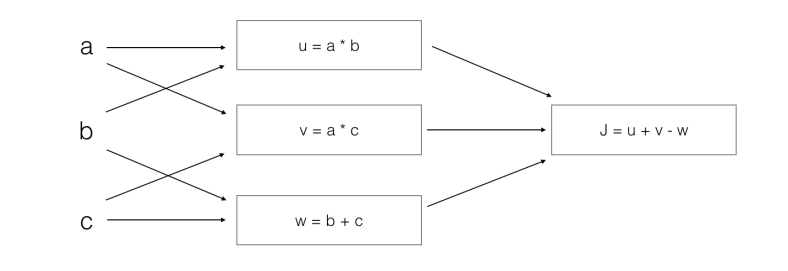 a
b
c
u = a * b
v = a * c
w = b + c
J = u + v - w